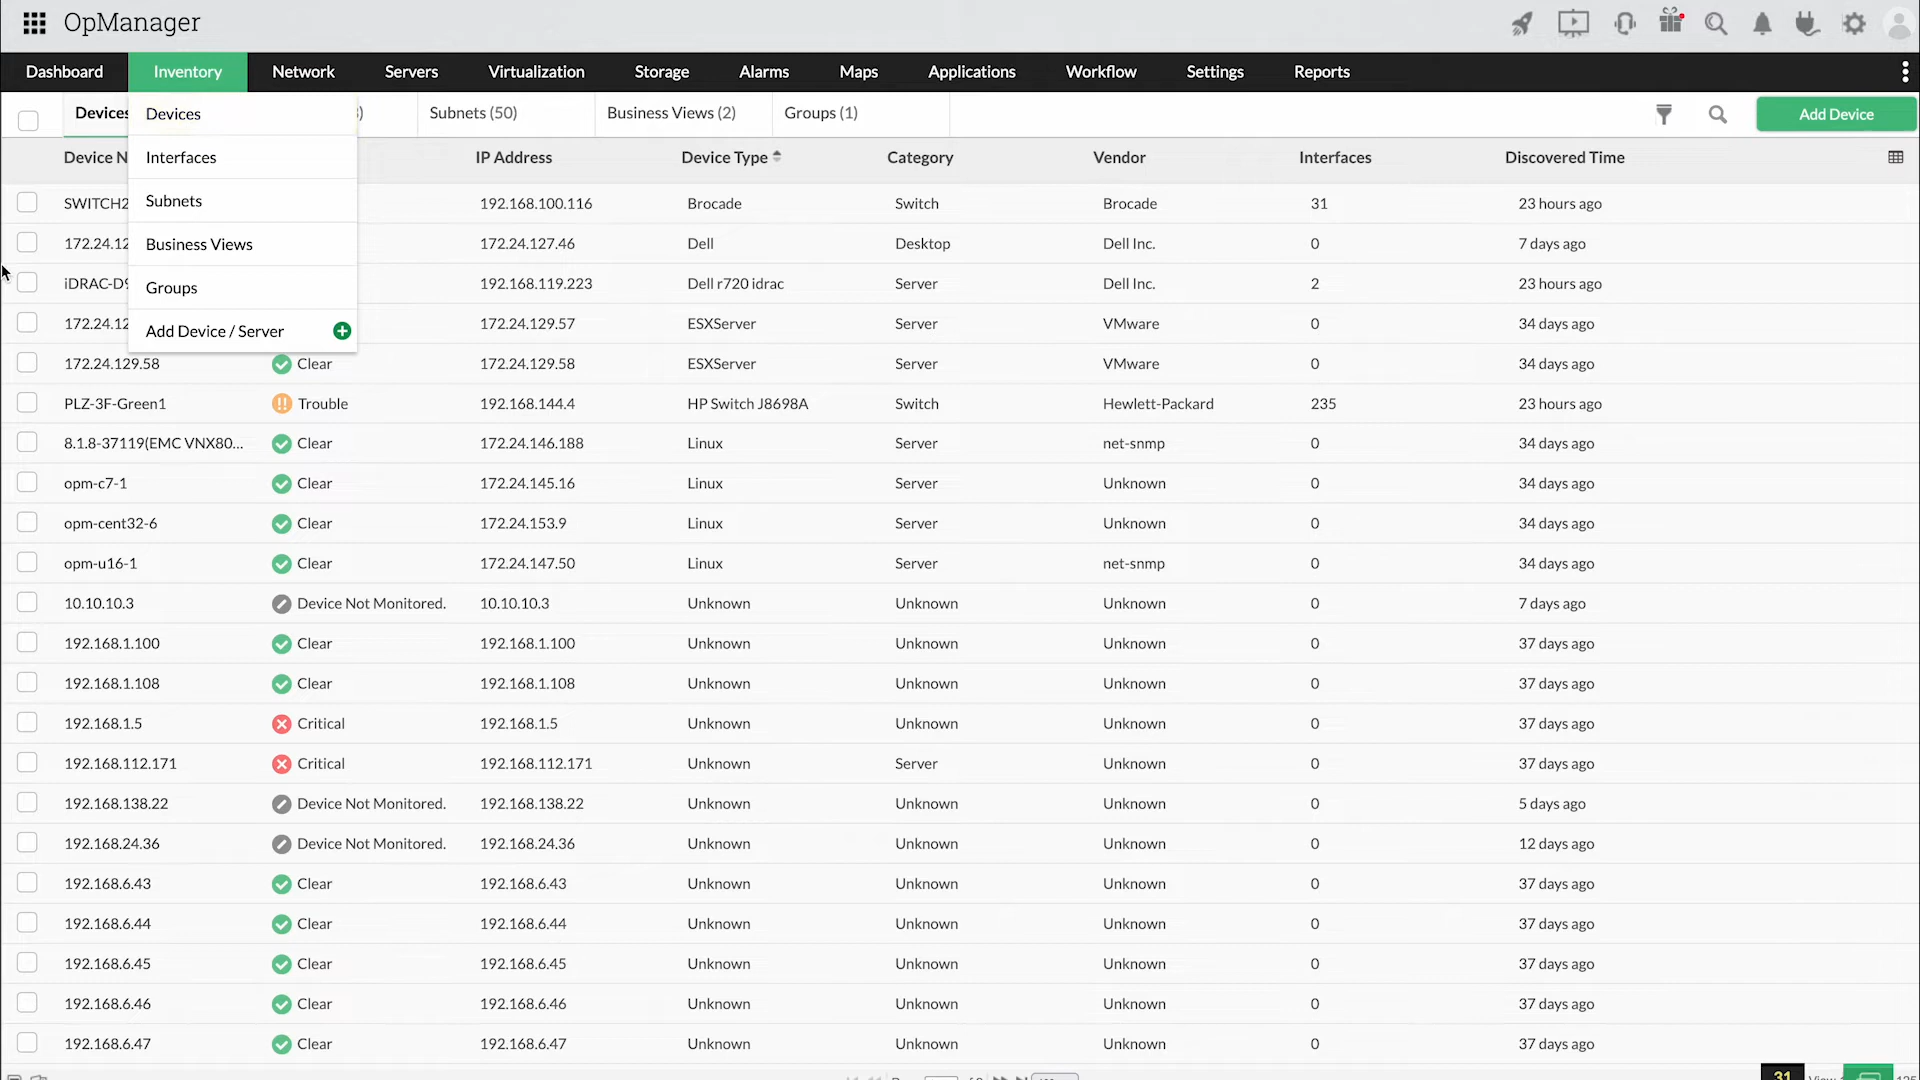 OpManager
Dashboard Inventory Network Servers Virtualization Storage Alarms Maps Applications Workflow Settings Reports
Devices Subnets (50) Business Views (2) Groups (1) Add Device
Devices
Interfaces
Subnets
Business Views
Groups
Add Device / Server
Device N IP Address Device Type Category Vendor Interfaces Discovered Time
SWITCH2 192.168.100.116 Brocade Switch Brocade 31 23 hours ago
172.24.12 172.24.127.46 Dell Desktop Dell Inc. 0 7 days ago
iDRAC-D9 192.168.119.223 Dell r720 idrac Server Dell Inc. 2 23 hours ago
172.24.12 172.24.129.57 ESXServer Server VMware 0 34 days ago
172.24.129.58 Clear 172.24.129.58 ESXServer Server VMware 0 34 days ago
PLZ-3F-Green1 Trouble 192.168.144.4 HP Switch J8698A Switch Hewlett-Packard 235 23 hours ago
8.1.8-37119(EMC VNX80... Clear 172.24.146.188 Linux Server net-snmp 0 34 days ago
opm-c7-1 Clear 172.24.145.16 Linux Server Unknown 0 34 days ago
opm-cent32-6 Clear 172.24.153.9 Linux Server Unknown 0 34 days ago
opm-u16-1 Clear 172.24.147.50 Linux Server net-snmp 0 34 days ago
10.10.10.3 Device Not Monitored. 10.10.10.3 Unknown Unknown Unknown 0 7 days ago
192.168.1.100 Clear 192.168.1.100 Unknown Unknown Unknown 0 37 days ago
192.168.1.108 Clear 192.168.1.108 Unknown Unknown Unknown 0 37 days ago
192.168.1.5 Critical 192.168.1.5 Unknown Unknown Unknown 0 37 days ago
192.168.112.171 Critical 192.168.112.171 Unknown Server Unknown 0 37 days ago
192.168.138.22 Device Not Monitored. 192.168.138.22 Unknown Unknown Unknown 0 5 days ago
192.168.24.36 Device Not Monitored. 192.168.24.36 Unknown Unknown Unknown 0 12 days ago
192.168.6.43 Clear 192.168.6.43 Unknown Unknown Unknown 0 37 days ago
192.168.6.44 Clear 192.168.6.44 Unknown Unknown Unknown 0 37 days ago
192.168.6.45 Clear 192.168.6.45 Unknown Unknown Unknown 0 37 days ago
192.168.6.46 Clear 192.168.6.46 Unknown Unknown Unknown 0 37 days ago
192.168.6.47 Clear 192.168.6.47 Unknown Unknown Unknown 0 37 days ago
31